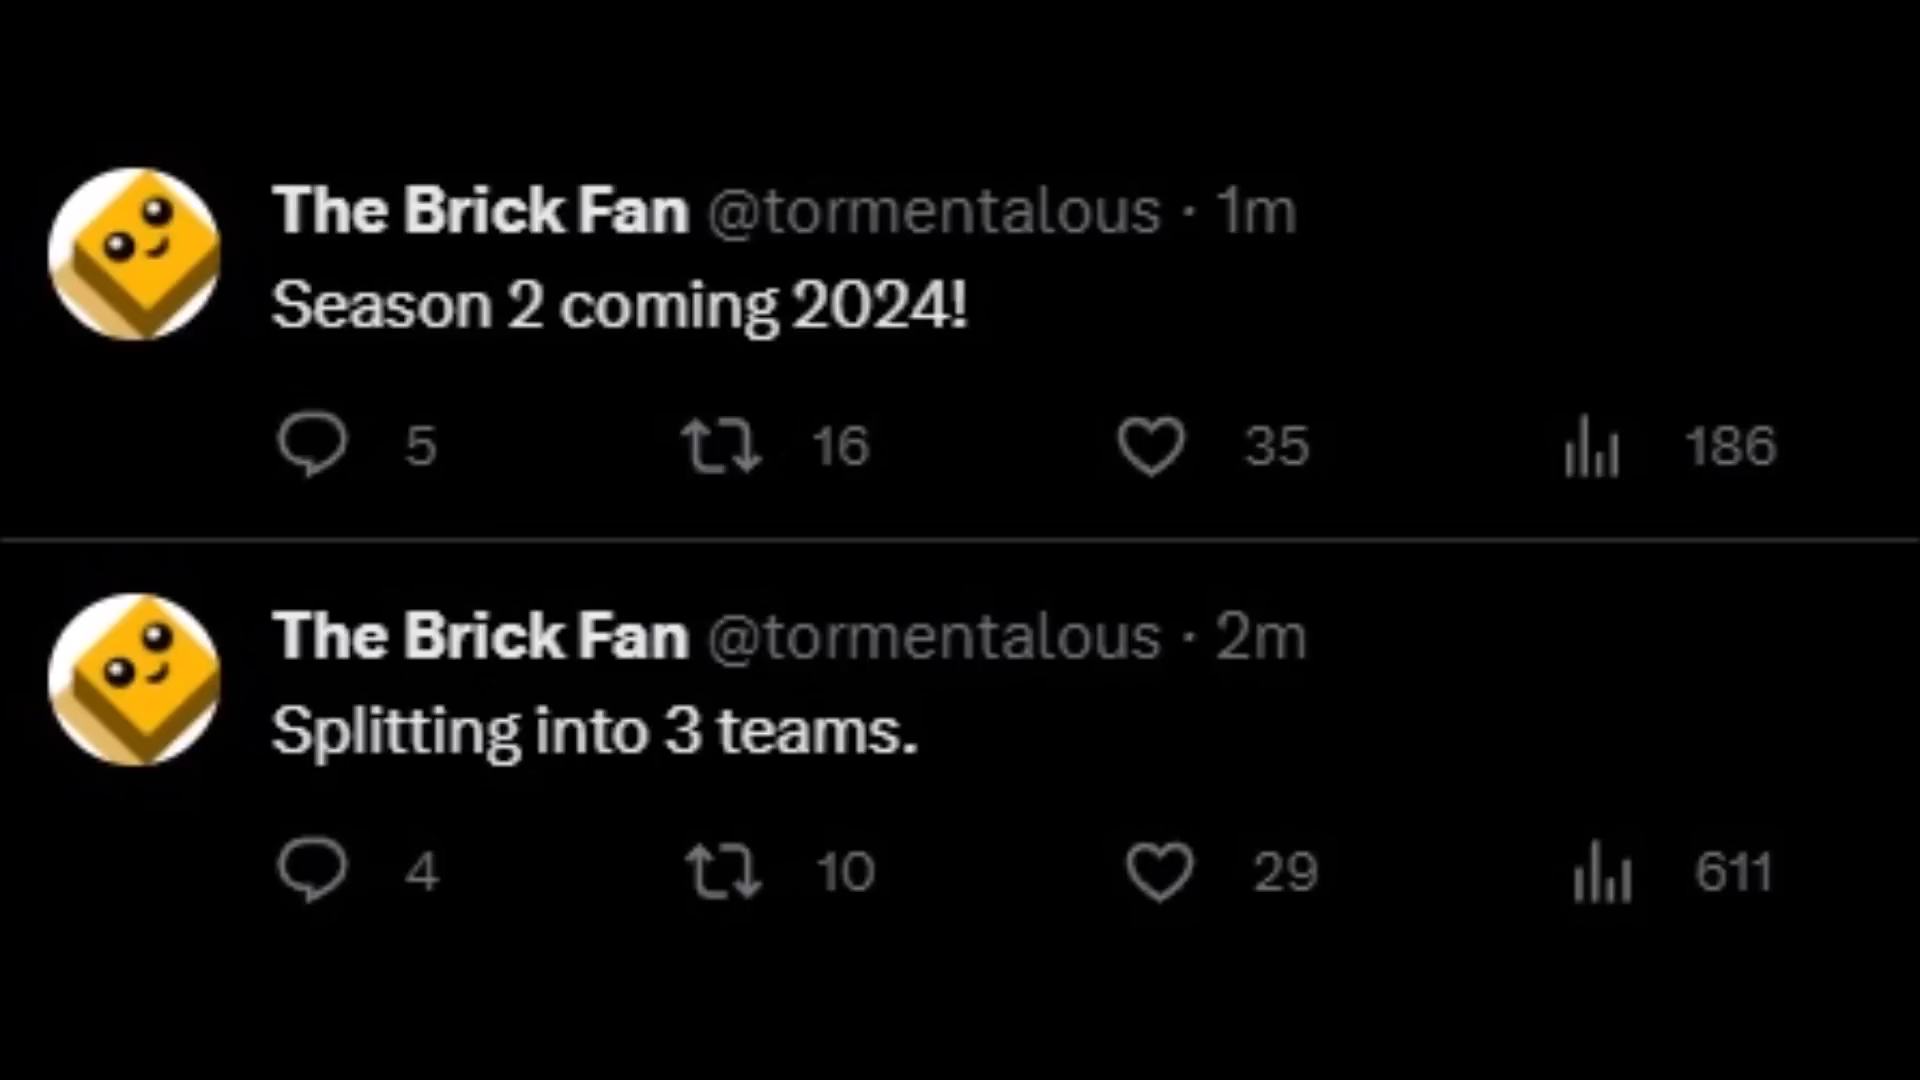 The Brick Fan @tormentalous · 1m
Season 2 coming 2024!
5 16 35 186
The Brick Fan @tormentalous · 2m
Splitting into 3 teams.
4 10 29 611